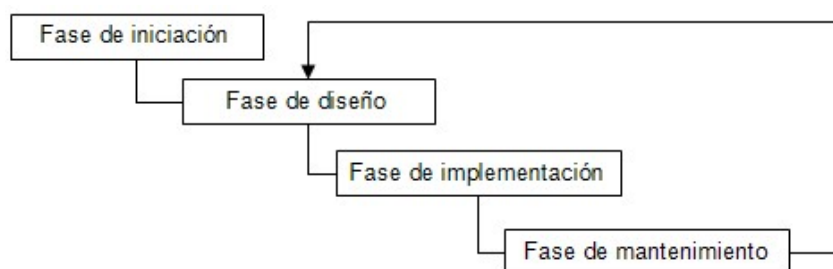 Fase de iniciación
Fase de diseño
Fase de implementación
Fase de mantenimiento